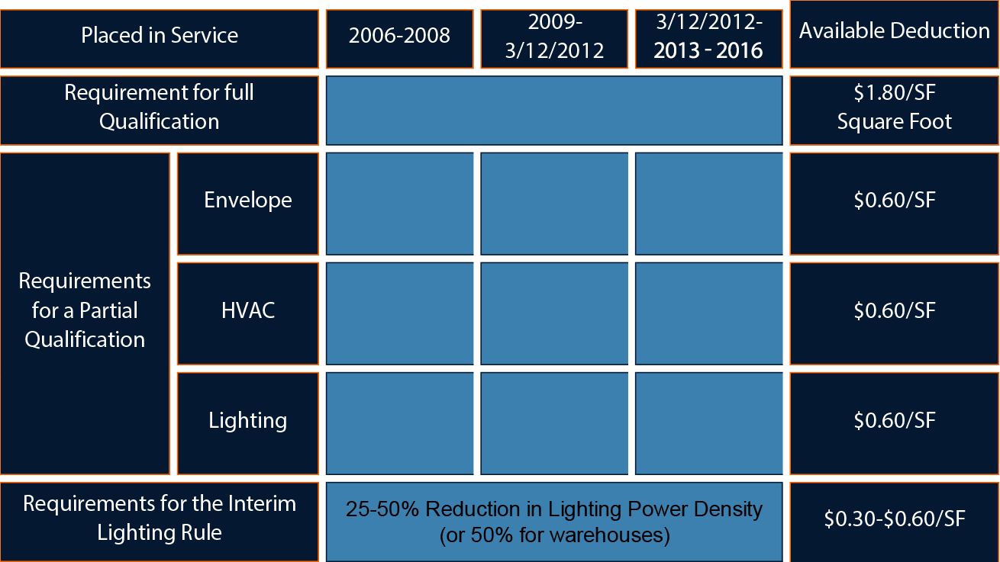 Placed in Service
2006-2008
2009-
3/12/2012
3/12/2012-
2013 - 2016
Available Deduction
Requirement for full
Qualification
$1.80/SF
Square Foot
Requirements
for a Partial
Qualification
Envelope
$0.60/SF
HVAC
$0.60/SF
Lighting
$0.60/SF
Requirements for the Interim
Lighting Rule
25-50% Reduction in Lighting Power Density
(or 50% for warehouses)
$0.30-$0.60/SF